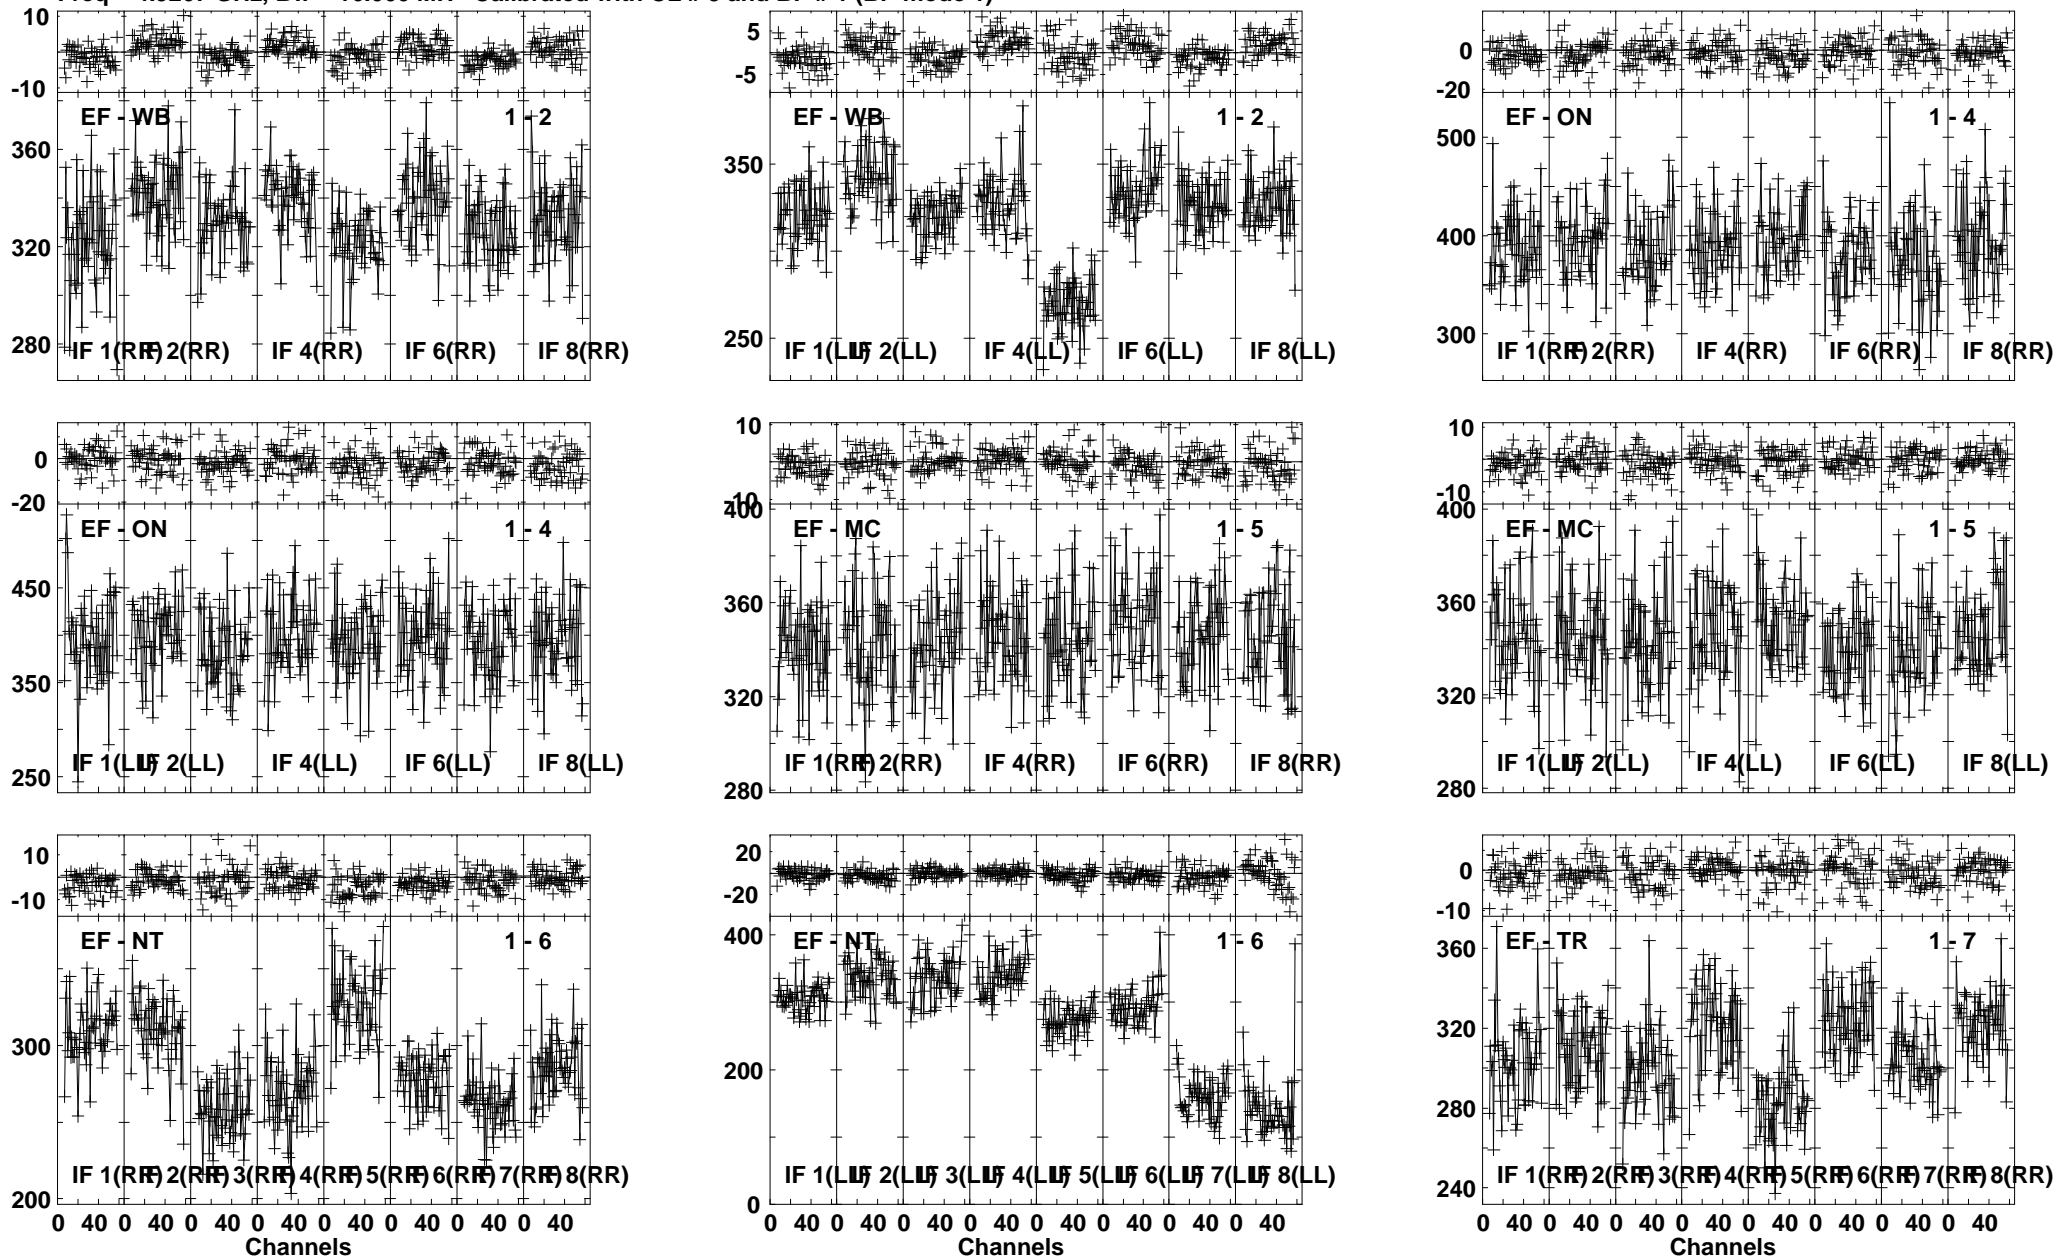 10
-10
EF - WB 1 - 2
360
320
280
IF 1(RR) IF 2(RR) IF 4(RR) IF 6(RR) IF 8(RR)
5
-5
EF - WB 1 - 2
350
250
IF 1(LL) IF 2(LL) IF 4(LL) IF 6(LL) IF 8(LL)
0
-20
EF - ON 1 - 4
500
400
300
IF 1(RR) IF 2(RR) IF 4(RR) IF 6(RR) IF 8(RR)
0
-20
EF - ON 1 - 4
450
350
250
IF 1(LL) IF 2(LL) IF 4(LL) IF 6(LL) IF 8(LL)
10
-10
400
EF - MC 1 - 5
360
320
280
IF 1(RR) IF 2(RR) IF 4(RR) IF 6(RR) IF 8(RR)
10
-10
400
EF - MC 1 - 5
360
320
280
IF 1(LL) IF 2(LL) IF 4(LL) IF 6(LL) IF 8(LL)
10
-10
EF - NT 1 - 6
300
200
IF 1(RR) IF 2(RR) IF 3(RR) IF 4(RR) IF 5(RR) IF 6(RR) IF 7(RR) IF 8(RR)
0 40 0 40 0 40 0 40 0 40 0 40 0 40 0 40
Channels
20
-20
EF - NT 1 - 6
400
200
0
IF 1(LL) IF 2(LL) IF 3(LL) IF 4(LL) IF 5(LL) IF 6(LL) IF 7(LL) IF 8(LL)
0 40 0 40 0 40 0 40 0 40 0 40 0 40 0 40
Channels
10
0
-10
EF - TR 1 - 7
360
320
280
240
IF 1(RR) IF 2(RR) IF 3(RR) IF 4(RR) IF 5(RR) IF 6(RR) IF 7(RR) IF 8(RR)
0 40 0 40 0 40 0 40 0 40 0 40 0 40 0 40
Channels